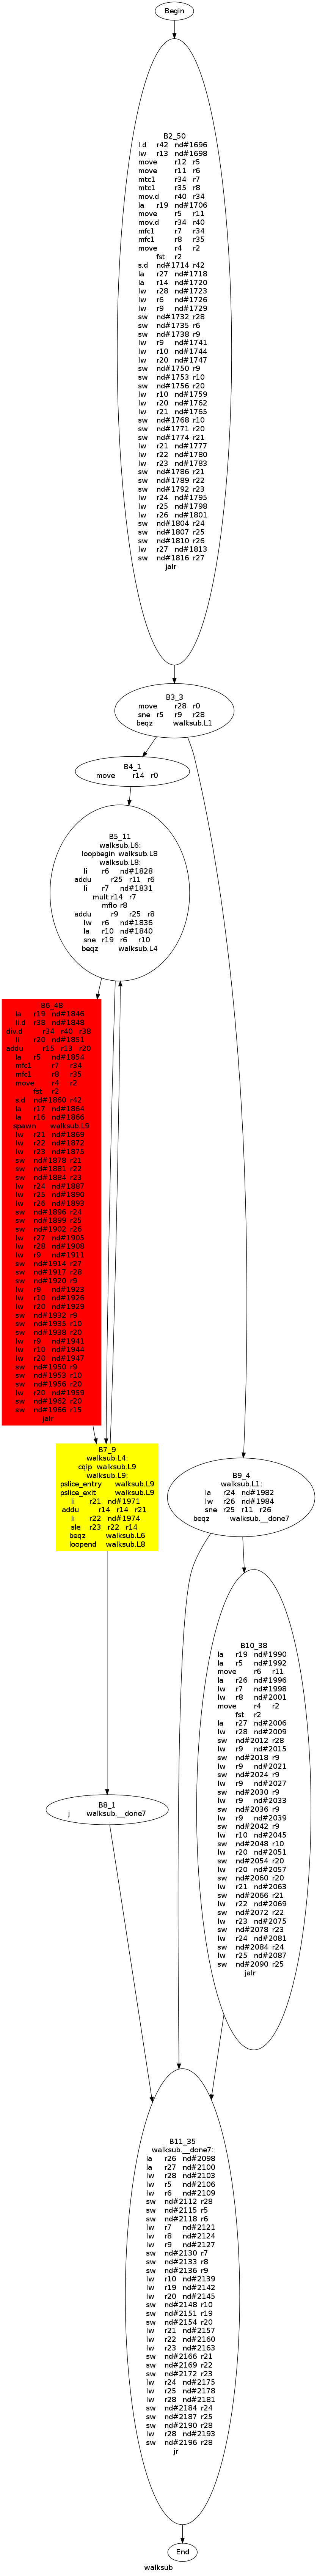 Begin
B2_50
l.d r42 nd#1696
lw r13 nd#1698
move r12 r5
move r11 r6
mtc1 r34 r7
mtc1 r35 r8
mov.d r40 r34
la r19 nd#1706
move r5 r11
mov.d r34 r40
mfc1 r7 r34
mfc1 r8 r35
move r4 r2
fst r2
s.d nd#1714 r42
la r27 nd#1718
la r14 nd#1720
lw r28 nd#1723
lw r6 nd#1726
lw r9 nd#1729
sw nd#1732 r28
sw nd#1735 r6
sw nd#1738 r9
lw r9 nd#1741
lw r10 nd#1744
lw r20 nd#1747
sw nd#1750 r9
sw nd#1753 r10
sw nd#1756 r20
lw r10 nd#1759
lw r20 nd#1762
lw r21 nd#1765
sw nd#1768 r10
sw nd#1771 r20
sw nd#1774 r21
lw r21 nd#1777
lw r22 nd#1780
lw r23 nd#1783
sw nd#1786 r21
sw nd#1789 r22
sw nd#1792 r23
lw r24 nd#1795
lw r25 nd#1798
lw r26 nd#1801
sw nd#1804 r24
sw nd#1807 r25
sw nd#1810 r26
lw r27 nd#1813
sw nd#1816 r27
jalr
B3_3
move r28 r0
sne r5 r9 r28
beqz walksub.L1
B4_1
move r14 r0
B5_11
walksub.L6:
loopbegin walksub.L8
walksub.L8:
li r6 nd#1828
addu r25 r11 r6
li r7 nd#1831
mult r14 r7
mflo r8
addu r9 r25 r8
lw r6 nd#1836
la r10 nd#1840
sne r19 r6 r10
beqz walksub.L4
B6_48
la r19 nd#1846
li.d r38 nd#1848
div.d r34 r40 r38
li r20 nd#1851
addu r15 r13 r20
la r5 nd#1854
mfc1 r7 r34
mfc1 r8 r35
move r4 r2
fst r2
s.d nd#1860 r42
la r17 nd#1864
la r16 nd#1866
spawn walksub.L9
lw r21 nd#1869
lw r22 nd#1872
lw r23 nd#1875
sw nd#1878 r21
sw nd#1881 r22
sw nd#1884 r23
lw r24 nd#1887
lw r25 nd#1890
lw r26 nd#1893
sw nd#1896 r24
sw nd#1899 r25
sw nd#1902 r26
lw r27 nd#1905
lw r28 nd#1908
lw r9 nd#1911
sw nd#1914 r27
sw nd#1917 r28
sw nd#1920 r9
lw r9 nd#1923
lw r10 nd#1926
lw r20 nd#1929
sw nd#1932 r9
sw nd#1935 r10
sw nd#1938 r20
lw r9 nd#1941
lw r10 nd#1944
lw r20 nd#1947
sw nd#1950 r9
sw nd#1953 r10
sw nd#1956 r20
lw r20 nd#1959
sw nd#1962 r20
sw nd#1966 r15
jalr
B7_9
walksub.L4:
cqip walksub.L9
walksub.L9:
pslice_entry walksub.L9
pslice_exit walksub.L9
li r21 nd#1971
addu r14 r14 r21
li r22 nd#1974
sle r23 r22 r14
beqz walksub.L6
loopend walksub.L8
B9_4
walksub.L1:
la r24 nd#1982
lw r26 nd#1984
sne r25 r11 r26
beqz walksub.__done7
B10_38
la r19 nd#1990
la r5 nd#1992
move r6 r11
la r26 nd#1996
lw r7 nd#1998
lw r8 nd#2001
move r4 r2
fst r2
la r27 nd#2006
lw r28 nd#2009
sw nd#2012 r28
lw r9 nd#2015
sw nd#2018 r9
lw r9 nd#2021
sw nd#2024 r9
lw r9 nd#2027
sw nd#2030 r9
lw r9 nd#2033
sw nd#2036 r9
lw r9 nd#2039
sw nd#2042 r9
lw r10 nd#2045
sw nd#2048 r10
lw r20 nd#2051
sw nd#2054 r20
lw r20 nd#2057
sw nd#2060 r20
lw r21 nd#2063
sw nd#2066 r21
lw r22 nd#2069
sw nd#2072 r22
lw r23 nd#2075
sw nd#2078 r23
lw r24 nd#2081
sw nd#2084 r24
lw r25 nd#2087
sw nd#2090 r25
jalr
B8_1
j walksub.__done7
B11_35
walksub.__done7:
la r26 nd#2098
la r27 nd#2100
lw r28 nd#2103
lw r5 nd#2106
lw r6 nd#2109
sw nd#2112 r28
sw nd#2115 r5
sw nd#2118 r6
lw r7 nd#2121
lw r8 nd#2124
lw r9 nd#2127
sw nd#2130 r7
sw nd#2133 r8
sw nd#2136 r9
lw r10 nd#2139
lw r19 nd#2142
lw r20 nd#2145
sw nd#2148 r10
sw nd#2151 r19
sw nd#2154 r20
lw r21 nd#2157
lw r22 nd#2160
lw r23 nd#2163
sw nd#2166 r21
sw nd#2169 r22
sw nd#2172 r23
lw r24 nd#2175
lw r25 nd#2178
lw r28 nd#2181
sw nd#2184 r24
sw nd#2187 r25
sw nd#2190 r28
lw r28 nd#2193
sw nd#2196 r28
jr
End
walksub